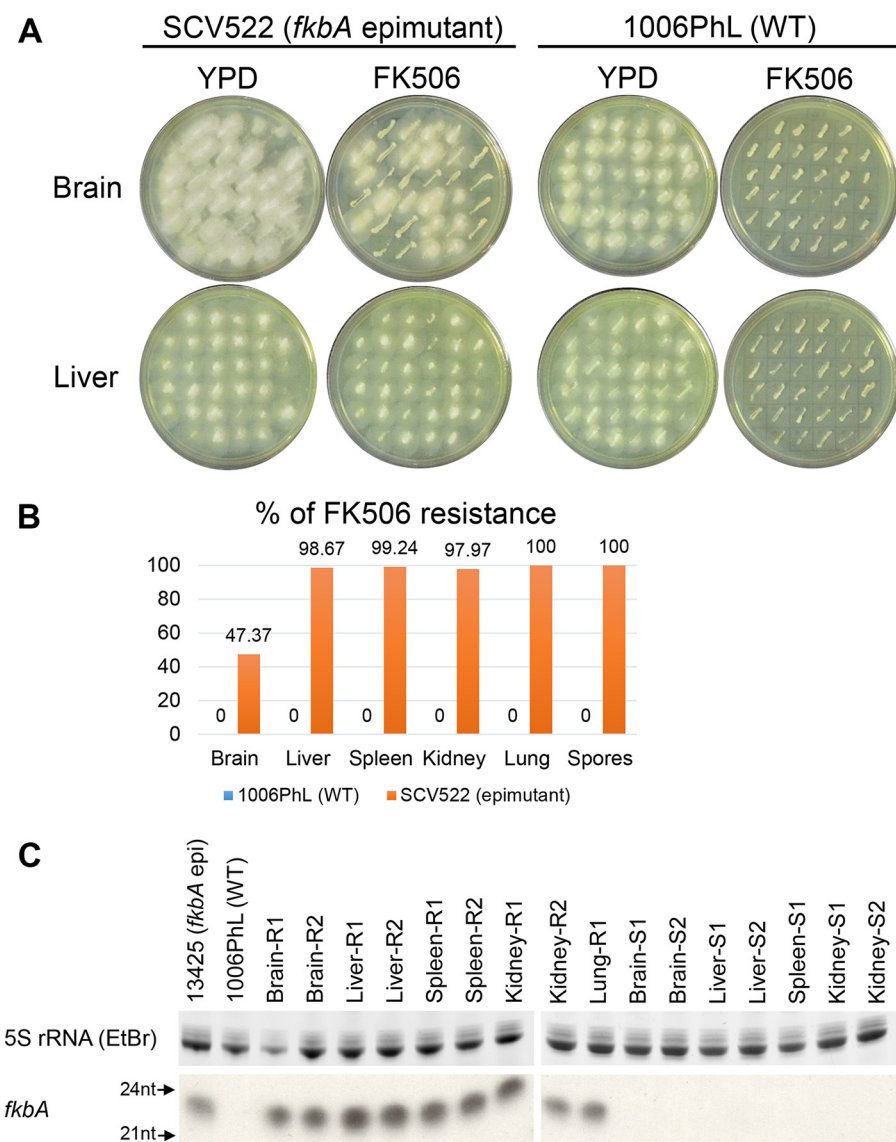 A
SCV522 (fkbA epimutant)
1006PhL (WT)
YPD
FK506
YPD
FK506
Brain
Liver
B
% of FK506 resistance
98.67
99.24
97.97
100
100
47.37
100
80
60
40
20
0
0
0
0
0
0
0
Brain
Liver
Spleen
Kidney
Lung
Spores
1006PhL (WT)
SCV522 (epimutant)
C
13425 (fkbA epi)
1006PhL (WT)
Brain-R1
Brain-R2
Liver-R1
Liver-R2
Spleen-R1
Spleen-R2
Kidney-R1
Kidney-R2
Lung-R1
Brain-S1
Brain-S2
Liver-S1
Liver-S2
Spleen-S1
Kidney-S1
Kidney-S2
5S rRNA (EtBr)
24nt
fkbA
21nt